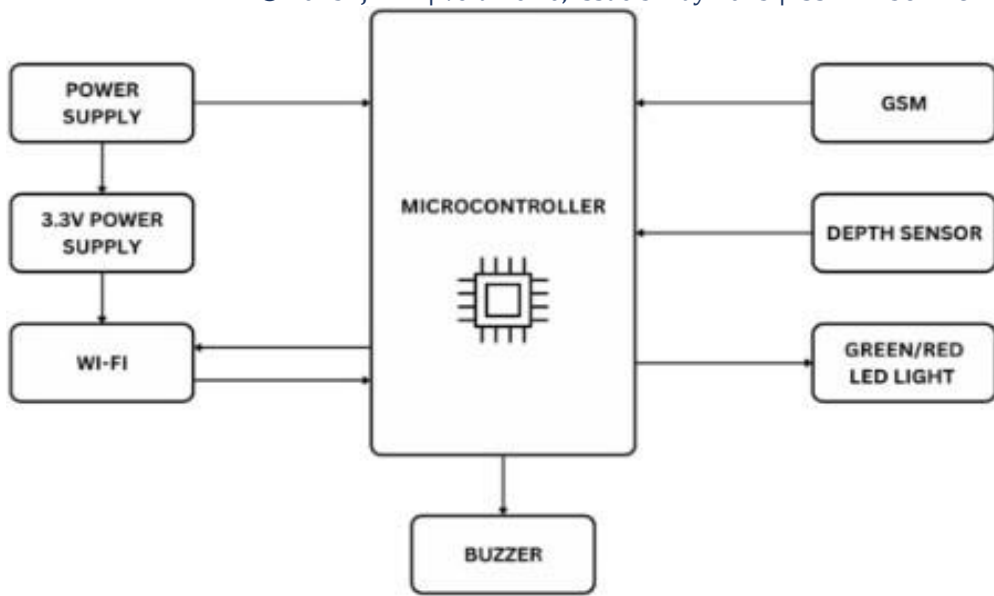 POWER
SUPPLY
GSM
3.3V POWER
SUPPLY
MICROCONTROLLER
DEPTH SENSOR
WI-FI
GREEN/RED
LED LIGHT
BUZZER